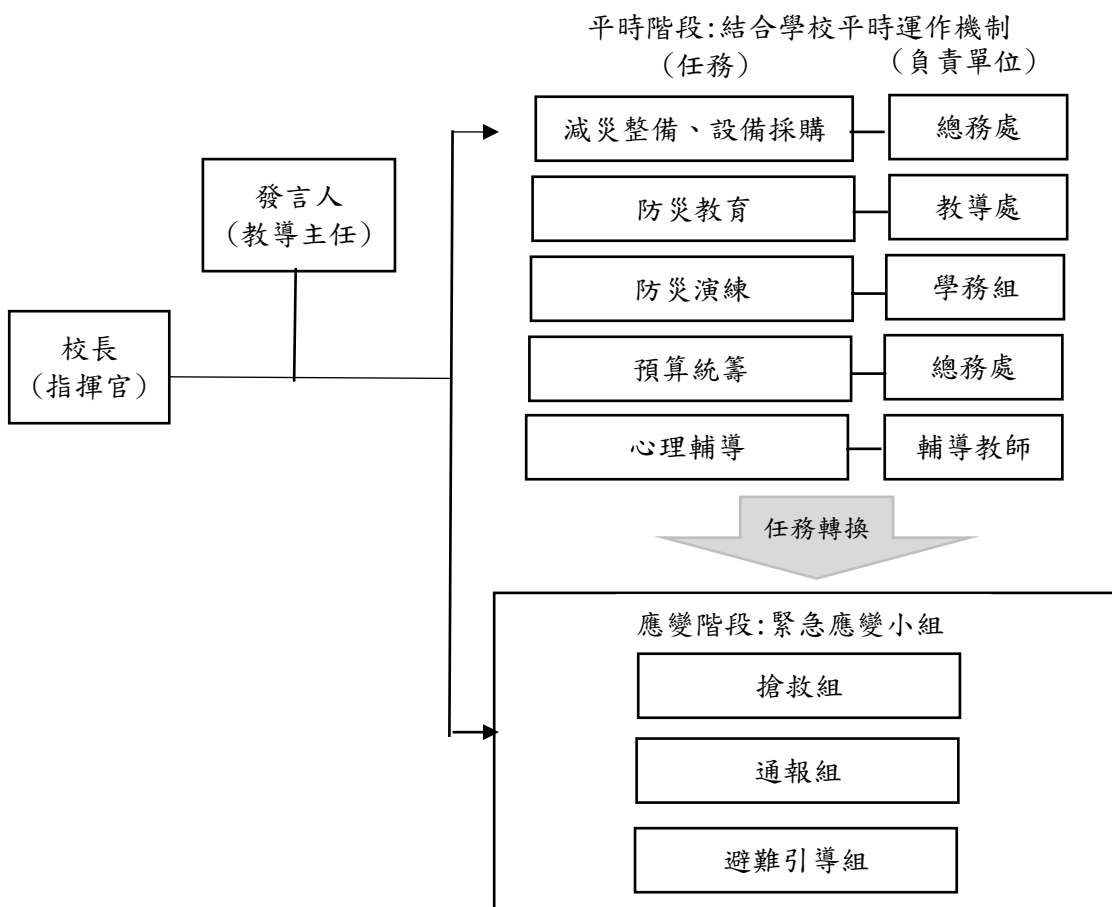 平時階段:結合學校平時運作機制
(任務) (負責單位)
減災整備、設備採購 總務處
發言人
(教導主任)
防災教育 教導處
防災演練 學務組
校長
(指揮官)
預算統籌 總務處
心理輔導 輔導教師
任務轉換
應變階段:緊急應變小組
搶救組
通報組
避難引導組